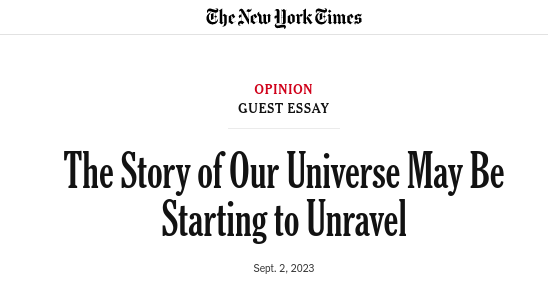 The New York Times
OPINION
GUEST ESSAY
The Story of Our Universe May Be
Starting to Unravel
Sept. 2, 2023